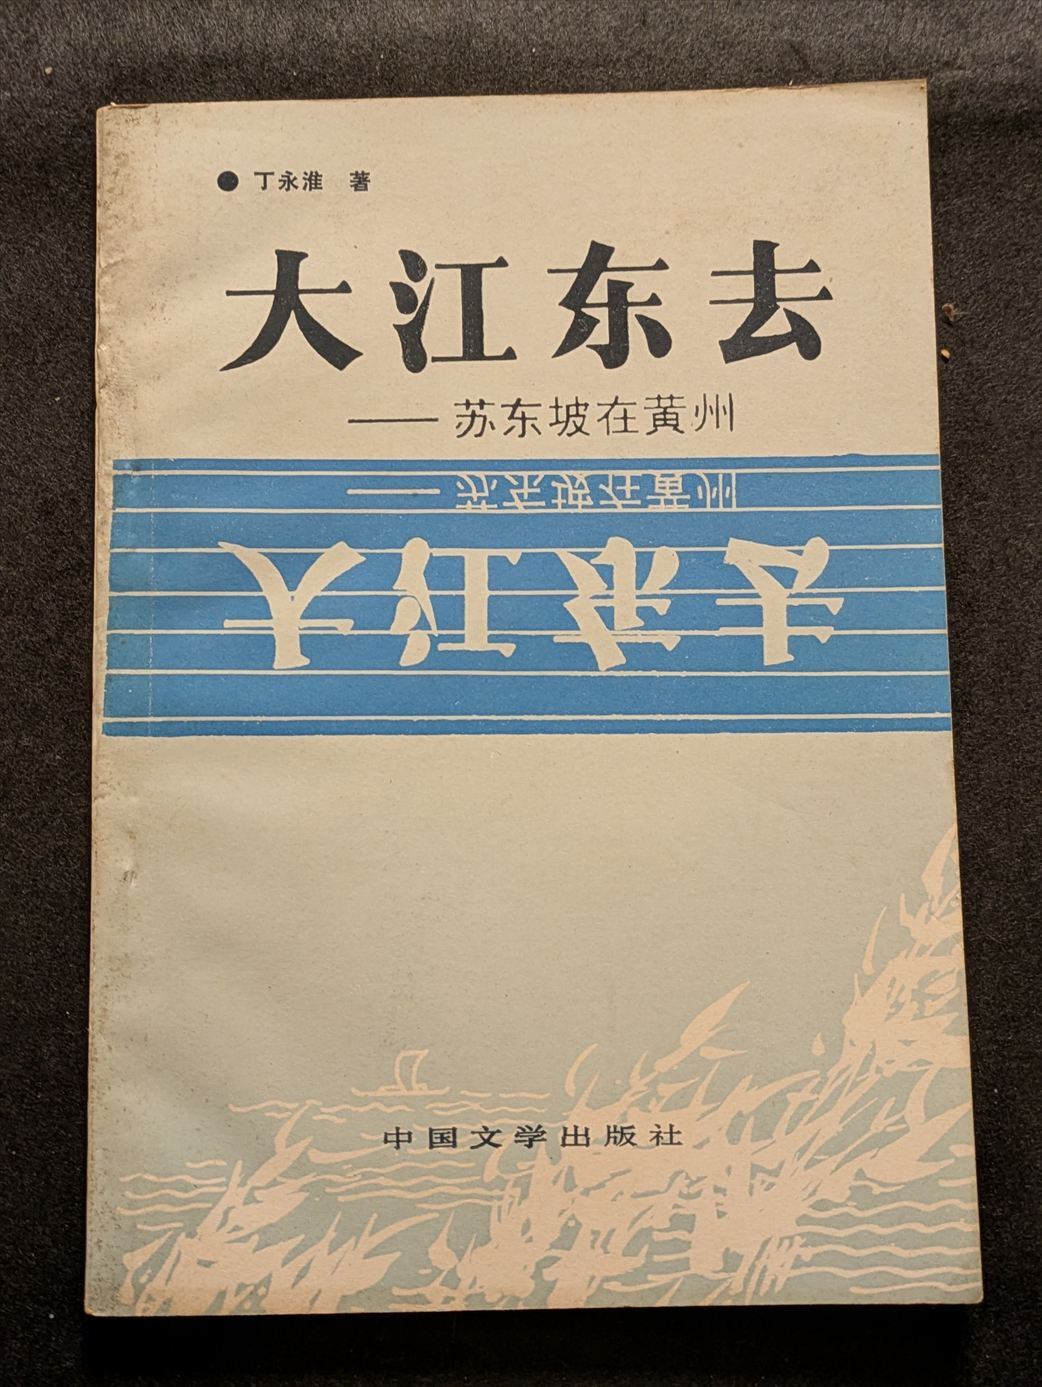 ● 丁永淮 著
大江东去
——苏东坡在黄州
——苏东坡在黄州
大江东去
中国文学出版社